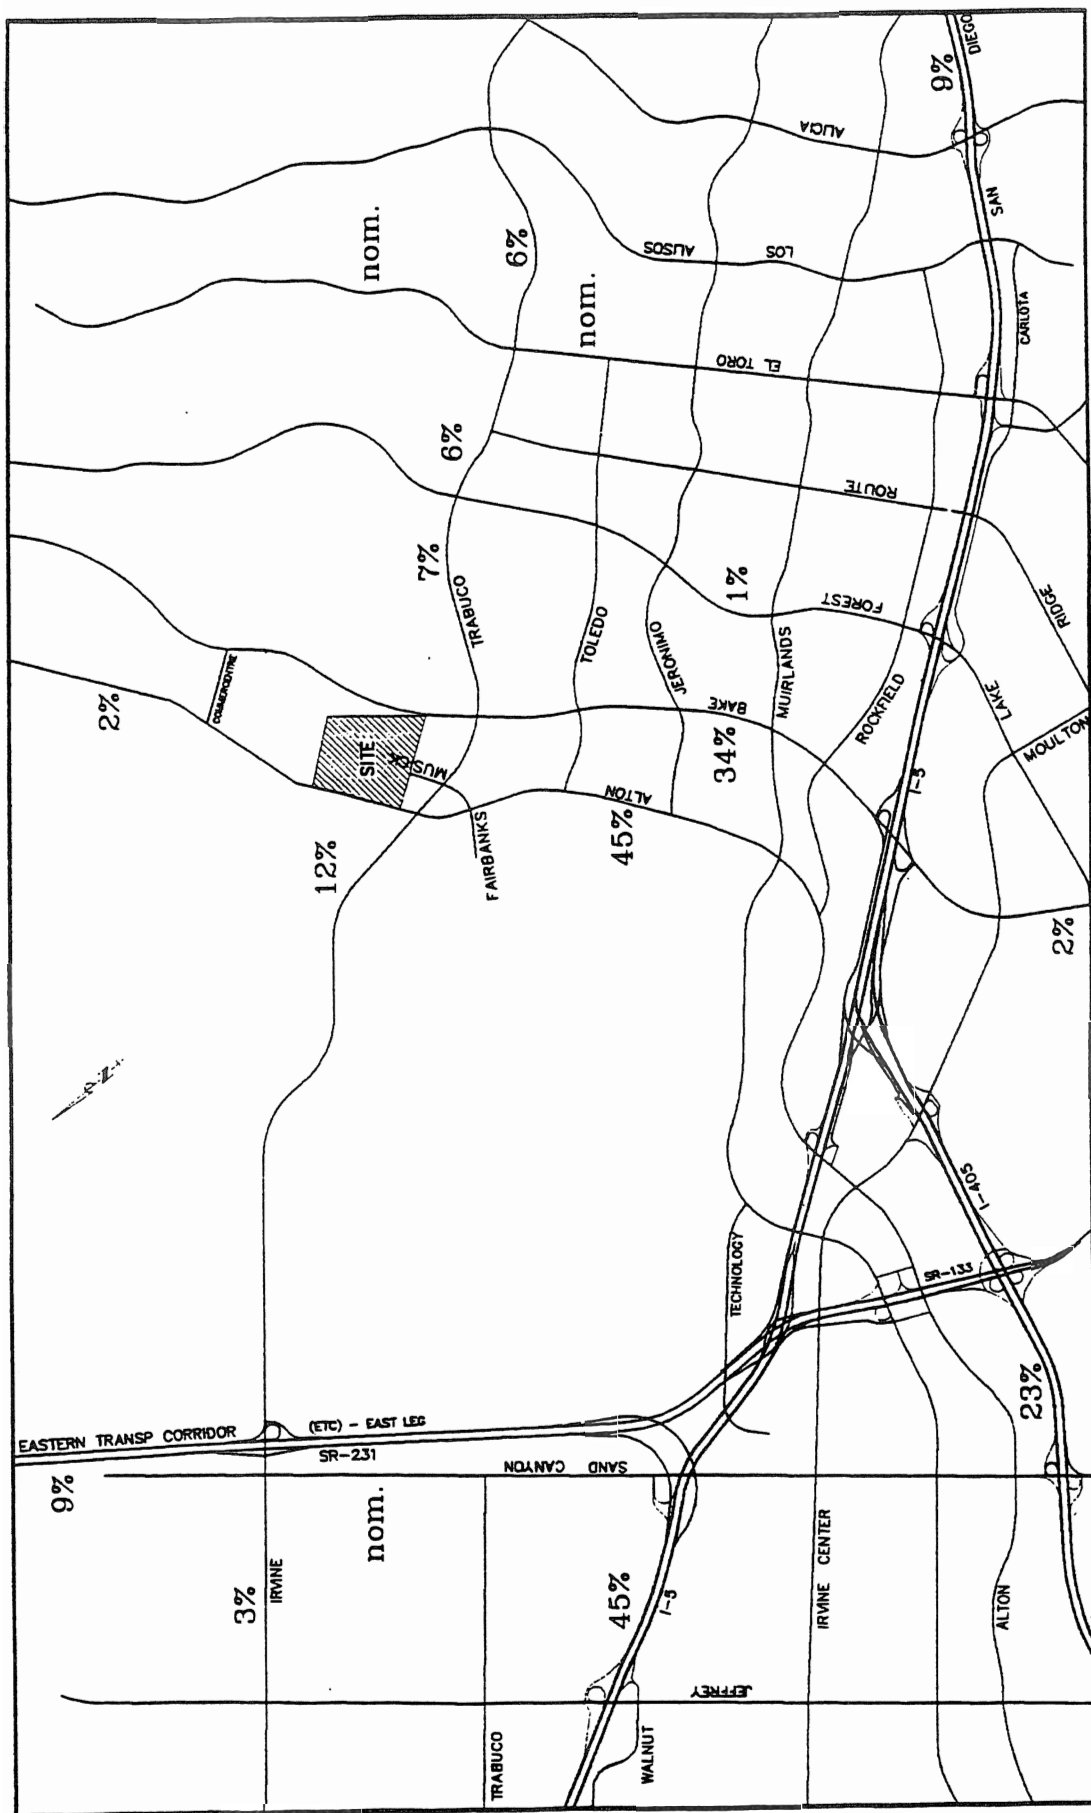 DIEGO
9%
ALICIA
SAN
nom.
6%
LOS
ALISOS
nom.
CARLOTA
EL TORO
6%
ROUTE
7%
TRABUCO
1%
FOREST
RIDGE
TOLEDO
JERONIMO
MUIRLANDS
COMMERCENTRE
2%
BAKE
ROCKFIELD
LAKE
SITE
MUSICK
34%
MOULTON
I-5
ALTON
45%
FAIRBANKS
12%
2%
N
I-405
TECHNOLOGY
SR-133
EASTERN TRANSP CORRIDOR
(ETC) - EAST LEG
SR-231
23%
SAND CANYON
9%
nom.
3%
IRVINE
45%
I-5
IRVINE CENTER
ALTON
JEFFREY
TRABUCO
WALNUT